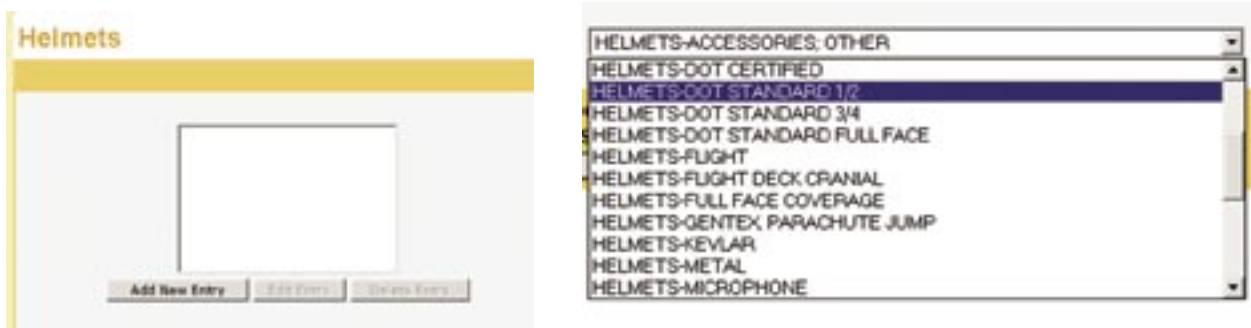 Helmets
Add New Entry
Edit Entry
Delete Entry
HELMETS-ACCESSORIES; OTHER
HELMETS-DOT CERTIFIED
HELMETS-DOT STANDARD 1/2
HELMETS-DOT STANDARD 3/4
HELMETS-DOT STANDARD FULL FACE
HELMETS-FLIGHT
HELMETS-FLIGHT DECK CRANIAL
HELMETS-FULL FACE COVERAGE
HELMETS-GENTEX, PARACHUTE JUMP
HELMETS-KEVLAR
HELMETS-METAL
HELMETS-MICROPHONE